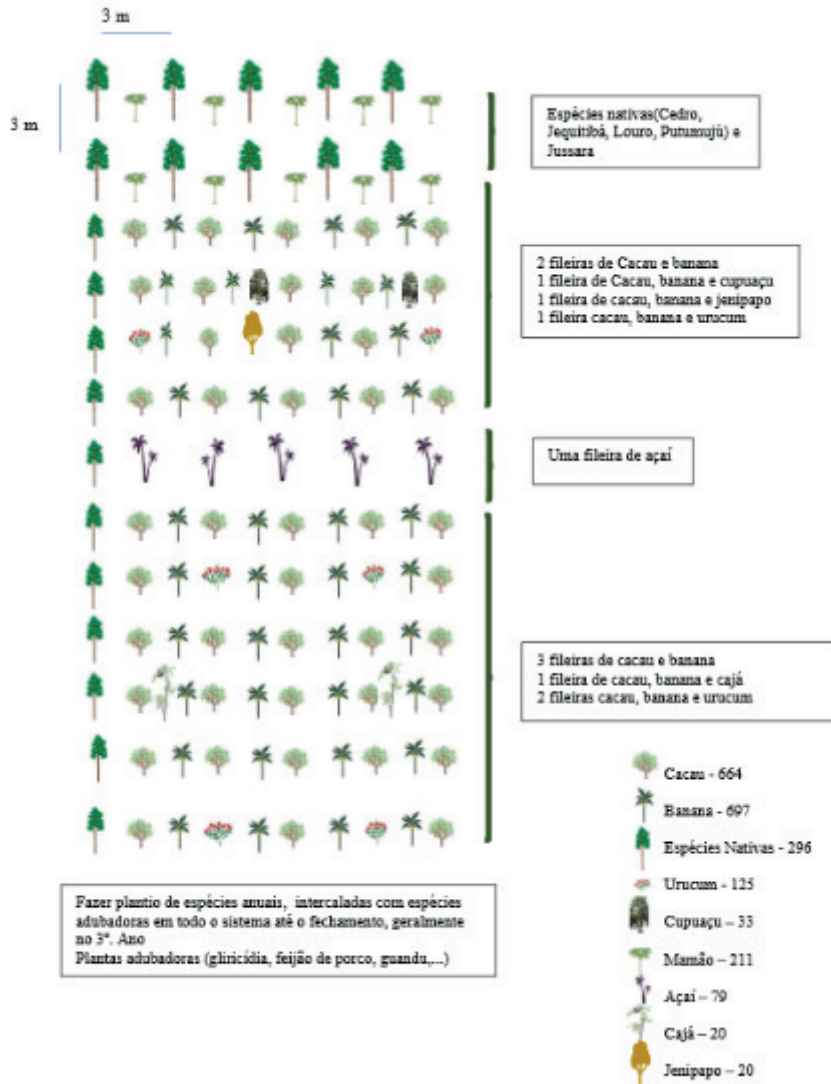 3 m
3 m
Espécies nativas(Cedro,
Jequitibá, Louro, Putumujú) e
Jussara
2 fileiras de Cacau e banana
1 fileira de Cacau, banana e cupuaçu
1 fileira de cacau, banana e jenipapo
1 fileira cacau, banana e urucum
Uma fileira de açaí
3 fileiras de cacau e banana
1 fileira de cacau, banana e cajá
2 fileiras cacau, banana e urucum
Cacau - 664
Banana - 697
Espécies Nativas - 296
Urucum - 125
Cupuaçu – 33
Mamão – 211
Açaí – 79
Cajá – 20
Jenipapo – 20
Fazer plantio de espécies anuais, intercaladas com espécies
adubadoras em todo o sistema até o fechamento, geralmente
no 3º. Ano
Plantas adubadoras (gliricídia, feijão de porco, guandu,...)